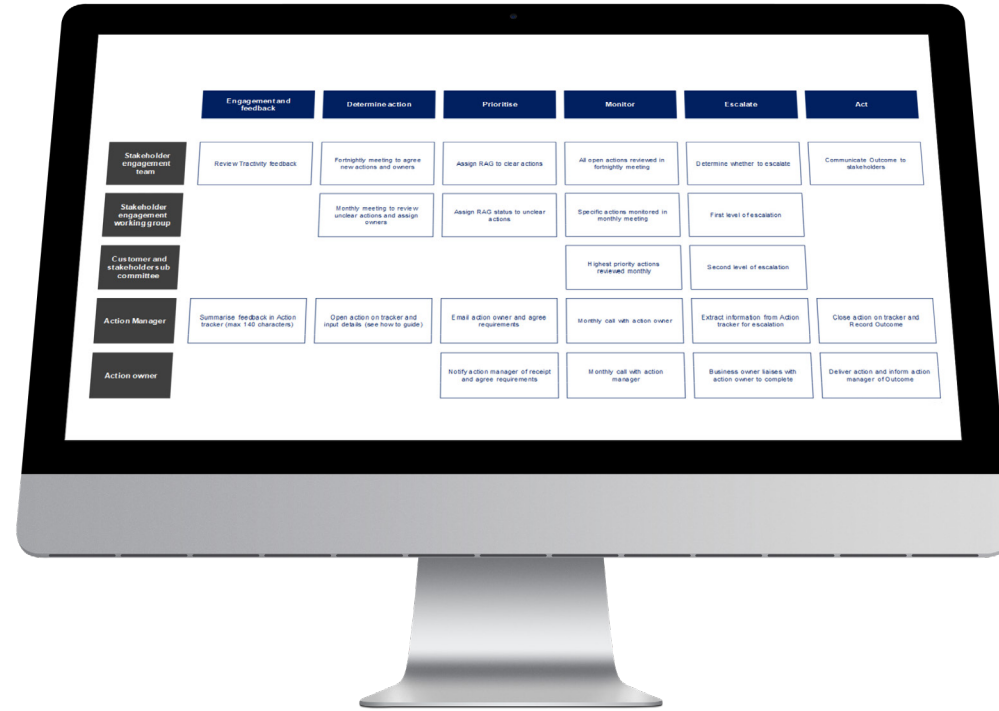 Engagement and
feedback
Determine action
Prioritise
Monitor
Escalate
Act
Stakeholder
engagement
team
Review Tractivity feedback
Fortnightly meeting to agree
new actions and owners
Assign RAG to clear actions
All open actions reviewed in
fortnightly meeting
Determine whether to escalate
Communicate Outcome to
stakeholders
Stakeholder
engagement
working group
Monthly meeting to review
unclear actions and assign
owners
Assign RAG status to unclear
actions
Specific actions monitored in
monthly meeting
First level of escalation
Customer and
stakeholder sub
committee
Highest priority actions
reviewed monthly
Second level of escalation
Action Manager
Summarise feedback in Action
tracker (max 140 characters)
Open action on tracker and
input details (see how to guide)
Email action owner and agree
requirements
Monthly call with action owner
Extract information from Action
tracker for escalation
Close action on tracker and
Record Outcome
Action owner
Notify action manager of receipt
and agree requirements
Monthly call with action
manager
Business owner liaises with
action owner to complete
Deliver action and inform action
manager of Outcome